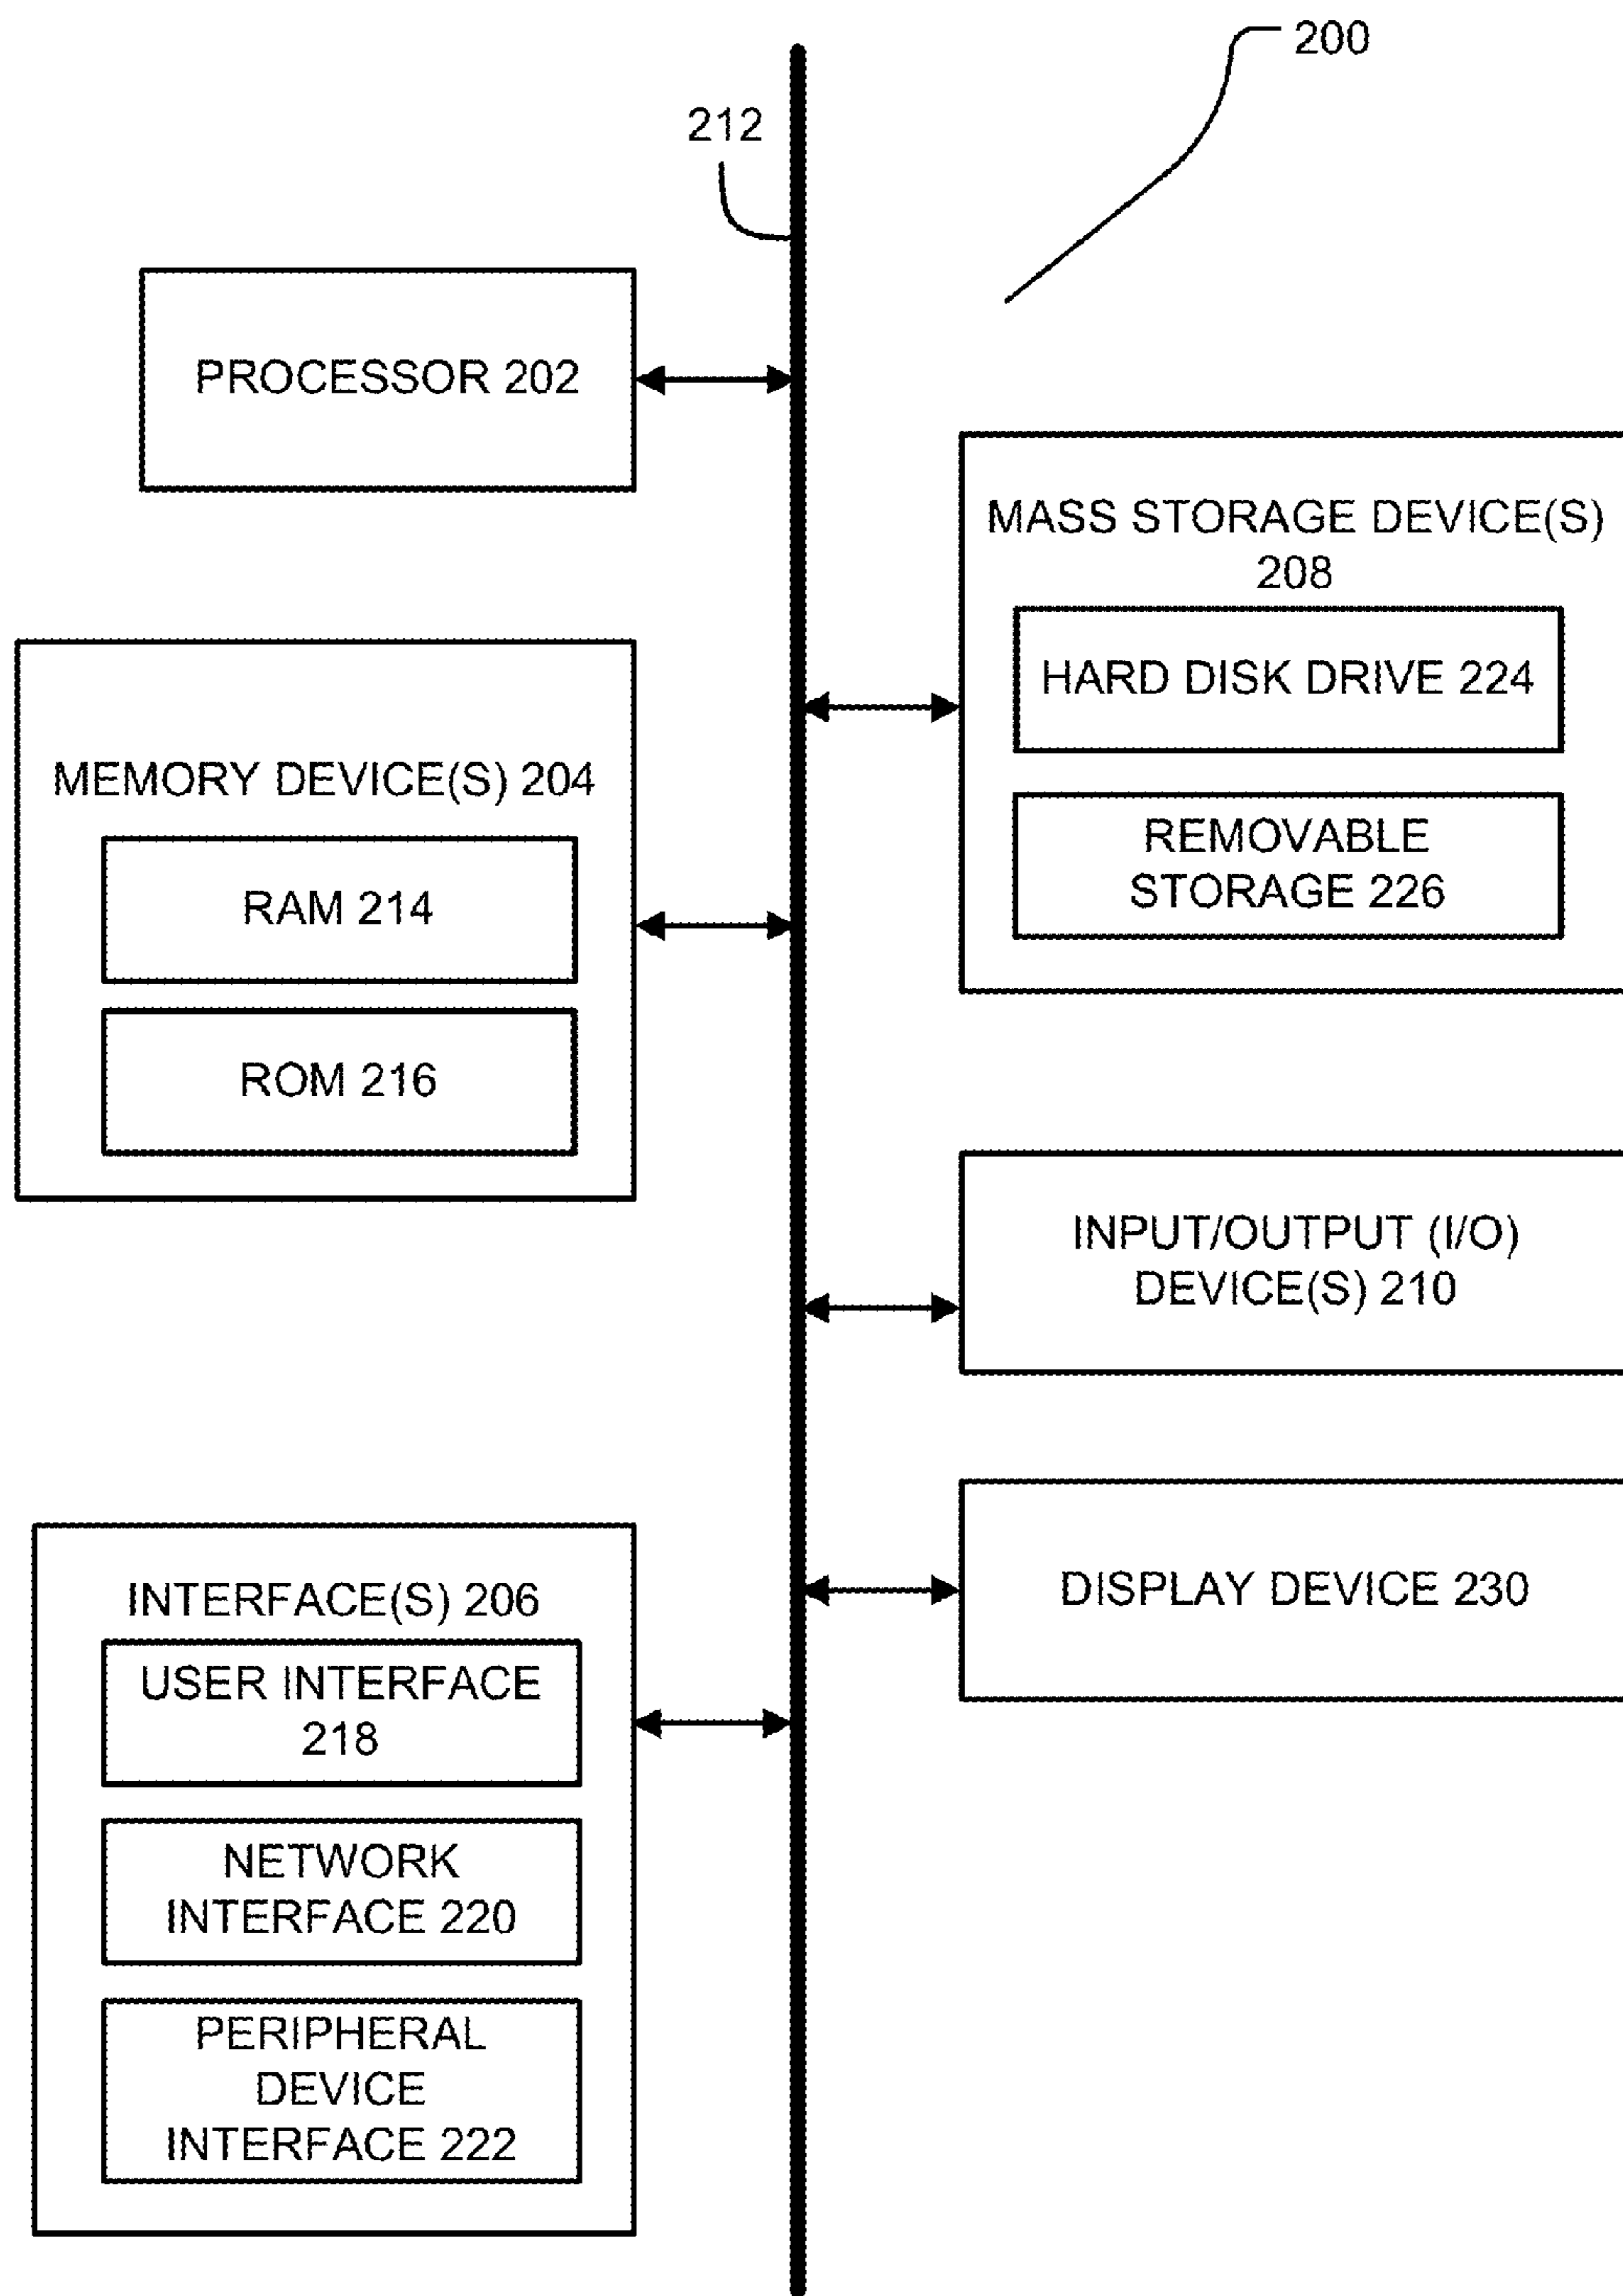 200
212
PROCESSOR 202
MASS STORAGE DEVICE(S)
208
HARD DISK DRIVE 224
REMOVABLE
STORAGE 226
MEMORY DEVICE(S) 204
RAM 214
ROM 216
INPUT/OUTPUT (I/O)
DEVICE(S) 210
DISPLAY DEVICE 230
INTERFACE(S) 206
USER INTERFACE
218
NETWORK
INTERFACE 220
PERIPHERAL
DEVICE
INTERFACE 222